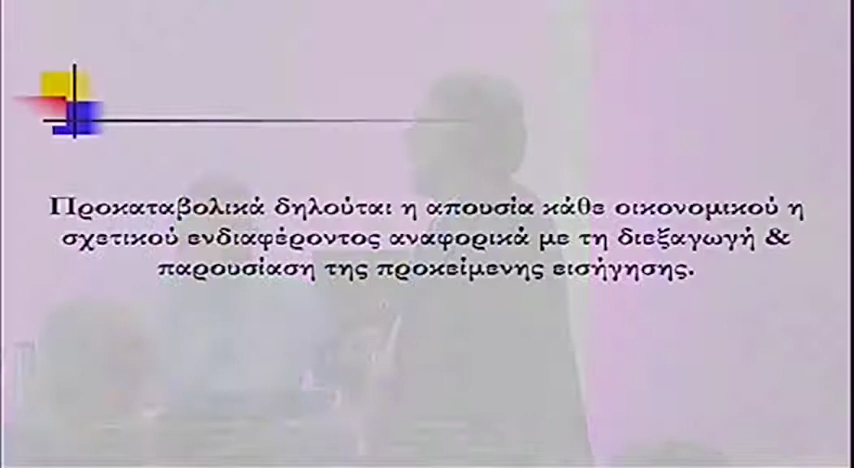 Προκαταβολικά δηλούται η απουσία κάθε οικονομικού η
σχετικού ενδιαφέροντος αναφορικά με τη διεξαγωγή &
παρουσίαση της προκείμενης εισήγησης.